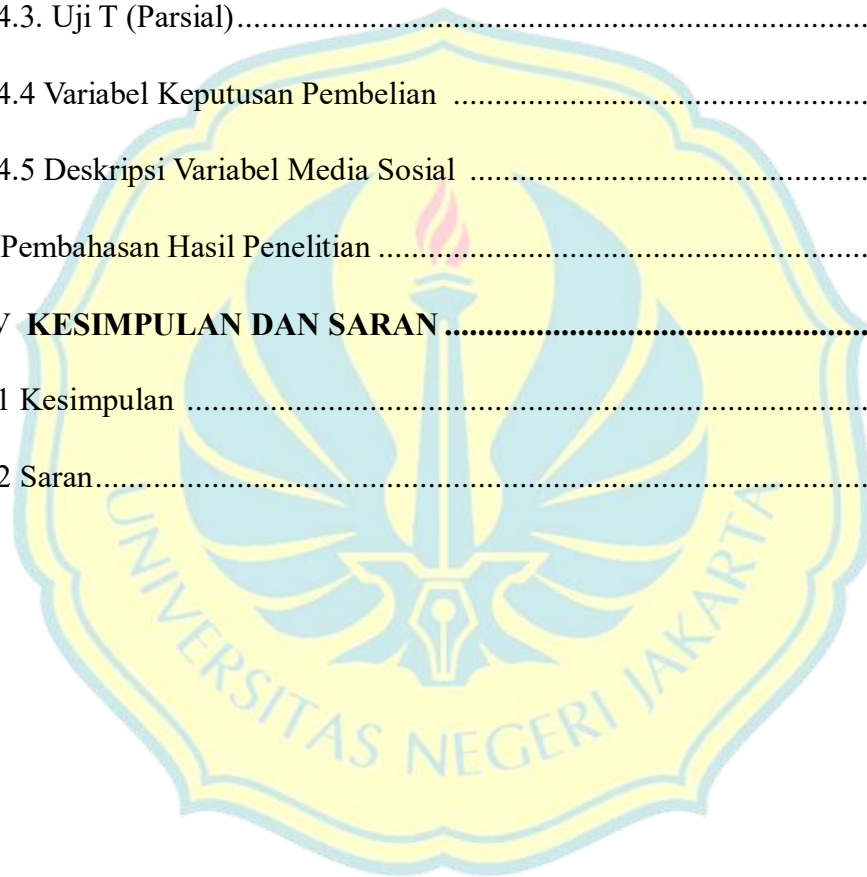 4.3. Uji T (Parsial)...............................................................................
4.4 Variabel Keputusan Pembelian ....................................................
4.5 Deskripsi Variabel Media Sosial ..................................................
Pembahasan Hasil Penelitian ..............................................................
V KESIMPULAN DAN SARAN .....................................................
1 Kesimpulan ......................................................................................
2 Saran..................................................................................................
UNIVERSITAS NEGERI JAKARTA